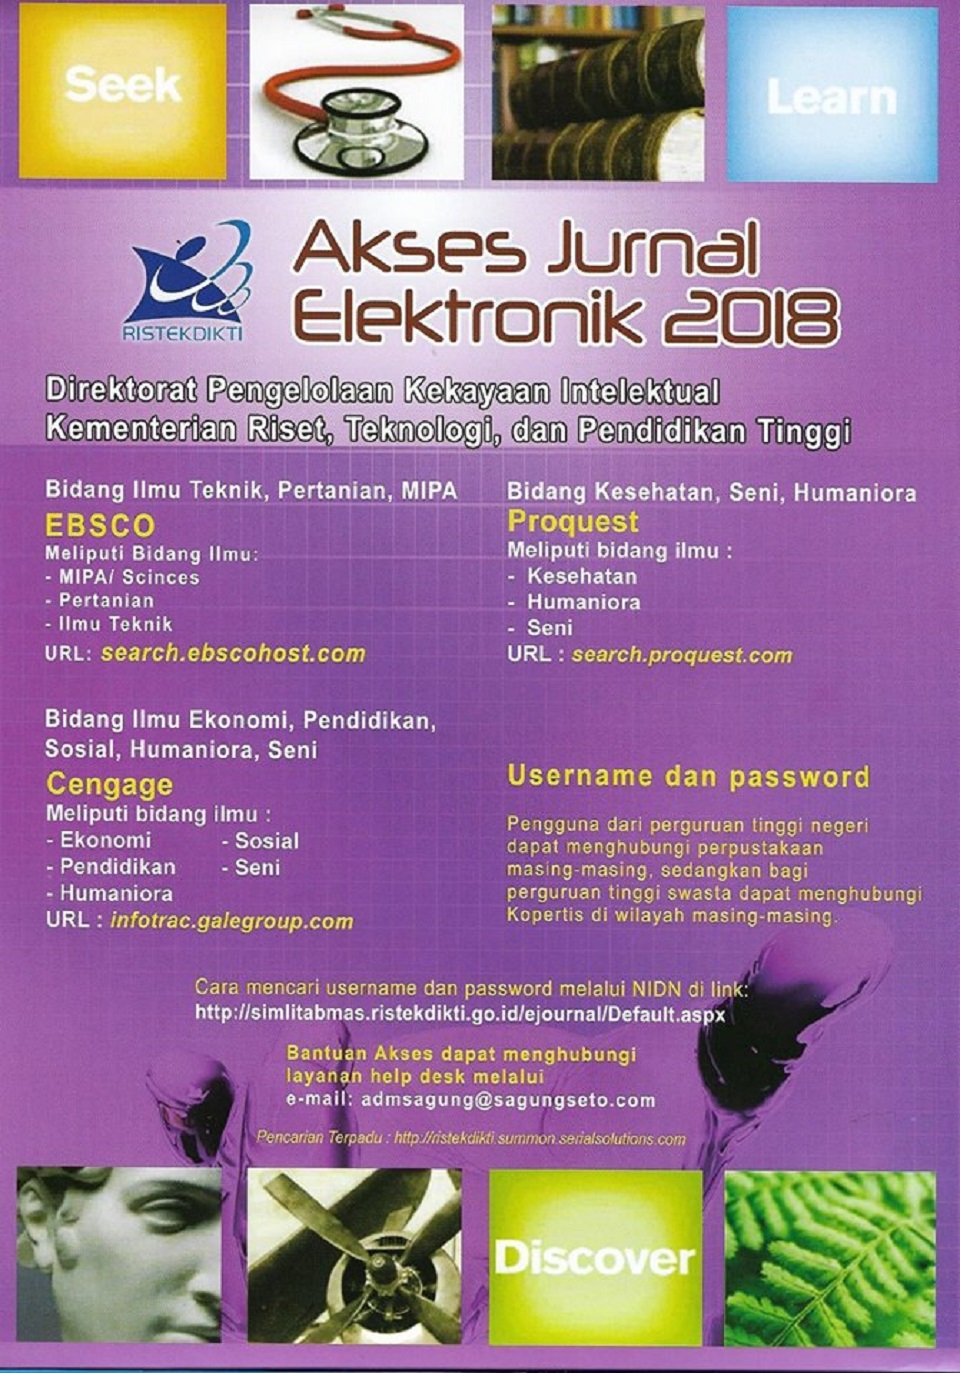 Seek
Learn
RISTEKDIKTI
Akses Jurnal
Elektronik 2018
Direktorat Pengelolaan Kekayaan Intelektual
Kementerian Riset, Teknologi, dan Pendidikan Tinggi
Bidang Ilmu Teknik, Pertanian, MIPA
EBSCO
Meliputi Bidang Ilmu:
- MIPA/ Scinces
- Pertanian
- Ilmu Teknik
URL: search.ebscohost.com
Bidang Kesehatan, Seni, Humaniora
Proquest
Meliputi bidang ilmu :
- Kesehatan
- Humaniora
- Seni
URL : search.proquest.com
Bidang Ilmu Ekonomi, Pendidikan,
Sosial, Humaniora, Seni
Cengage
Meliputi bidang ilmu :
- Ekonomi - Sosial
- Pendidikan - Seni
- Humaniora
URL : infotrac.galegroup.com
Username dan password
Pengguna dari perguruan tinggi negeri
dapat menghubungi perpustakaan
masing-masing, sedangkan bagi
perguruan tinggi swasta dapat menghubungi
Kopertis di wilayah masing-masing.
Cara mencari username dan password melalui NIDN di link:
http://simlitabmas.ristekdikti.go.id/ejournal/Default.aspx
Bantuan Akses dapat menghubungi
layanan help desk melalui
e-mail: admsagung@sagungseto.com
Pencarian Terpadu : http://ristekdikti.summon.serialsolutions.com
Discover